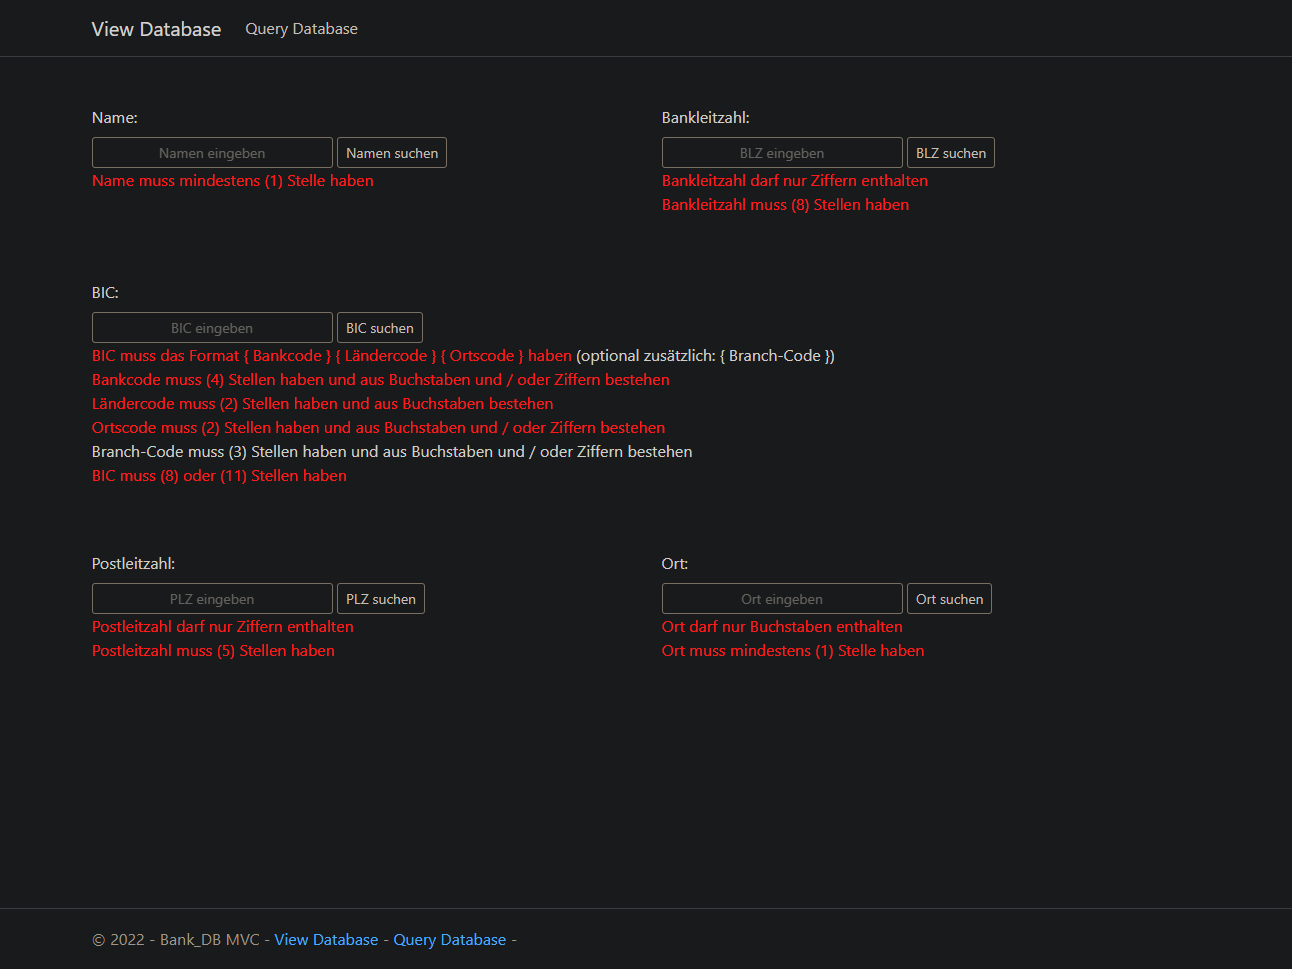 View Database Query Database
Name:
Namen eingeben Namen suchen
Name muss mindestens (1) Stelle haben
Bankleitzahl:
BLZ eingeben BLZ suchen
Bankleitzahl darf nur Ziffern enthalten
Bankleitzahl muss (8) Stellen haben
BIC:
BIC eingeben BIC suchen
BIC muss das Format { Bankcode } { Ländercode } { Ortscode } haben (optional zusätzlich: { Branch-Code })
Bankcode muss (4) Stellen haben und aus Buchstaben und / oder Ziffern bestehen
Ländercode muss (2) Stellen haben und aus Buchstaben bestehen
Ortscode muss (2) Stellen haben und aus Buchstaben und / oder Ziffern bestehen
Branch-Code muss (3) Stellen haben und aus Buchstaben und / oder Ziffern bestehen
BIC muss (8) oder (11) Stellen haben
Postleitzahl:
PLZ eingeben PLZ suchen
Postleitzahl darf nur Ziffern enthalten
Postleitzahl muss (5) Stellen haben
Ort:
Ort eingeben Ort suchen
Ort darf nur Buchstaben enthalten
Ort muss mindestens (1) Stelle haben
© 2022 - Bank_DB MVC - View Database - Query Database -